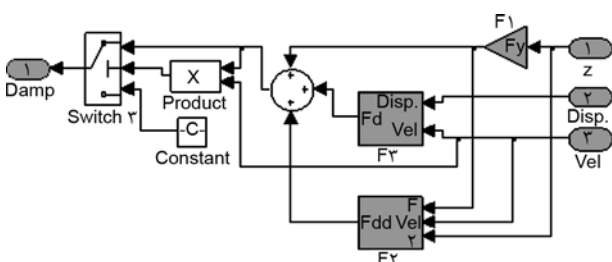 F۱
Fy
۱
z
۱
Damp
X
Product
Switch ۳
-C-
Constant
+
+
+
Disp.
Fd
Vel
F۳
۲
Disp.
۳
Vel
F
Fdd Vel
۲
F۲